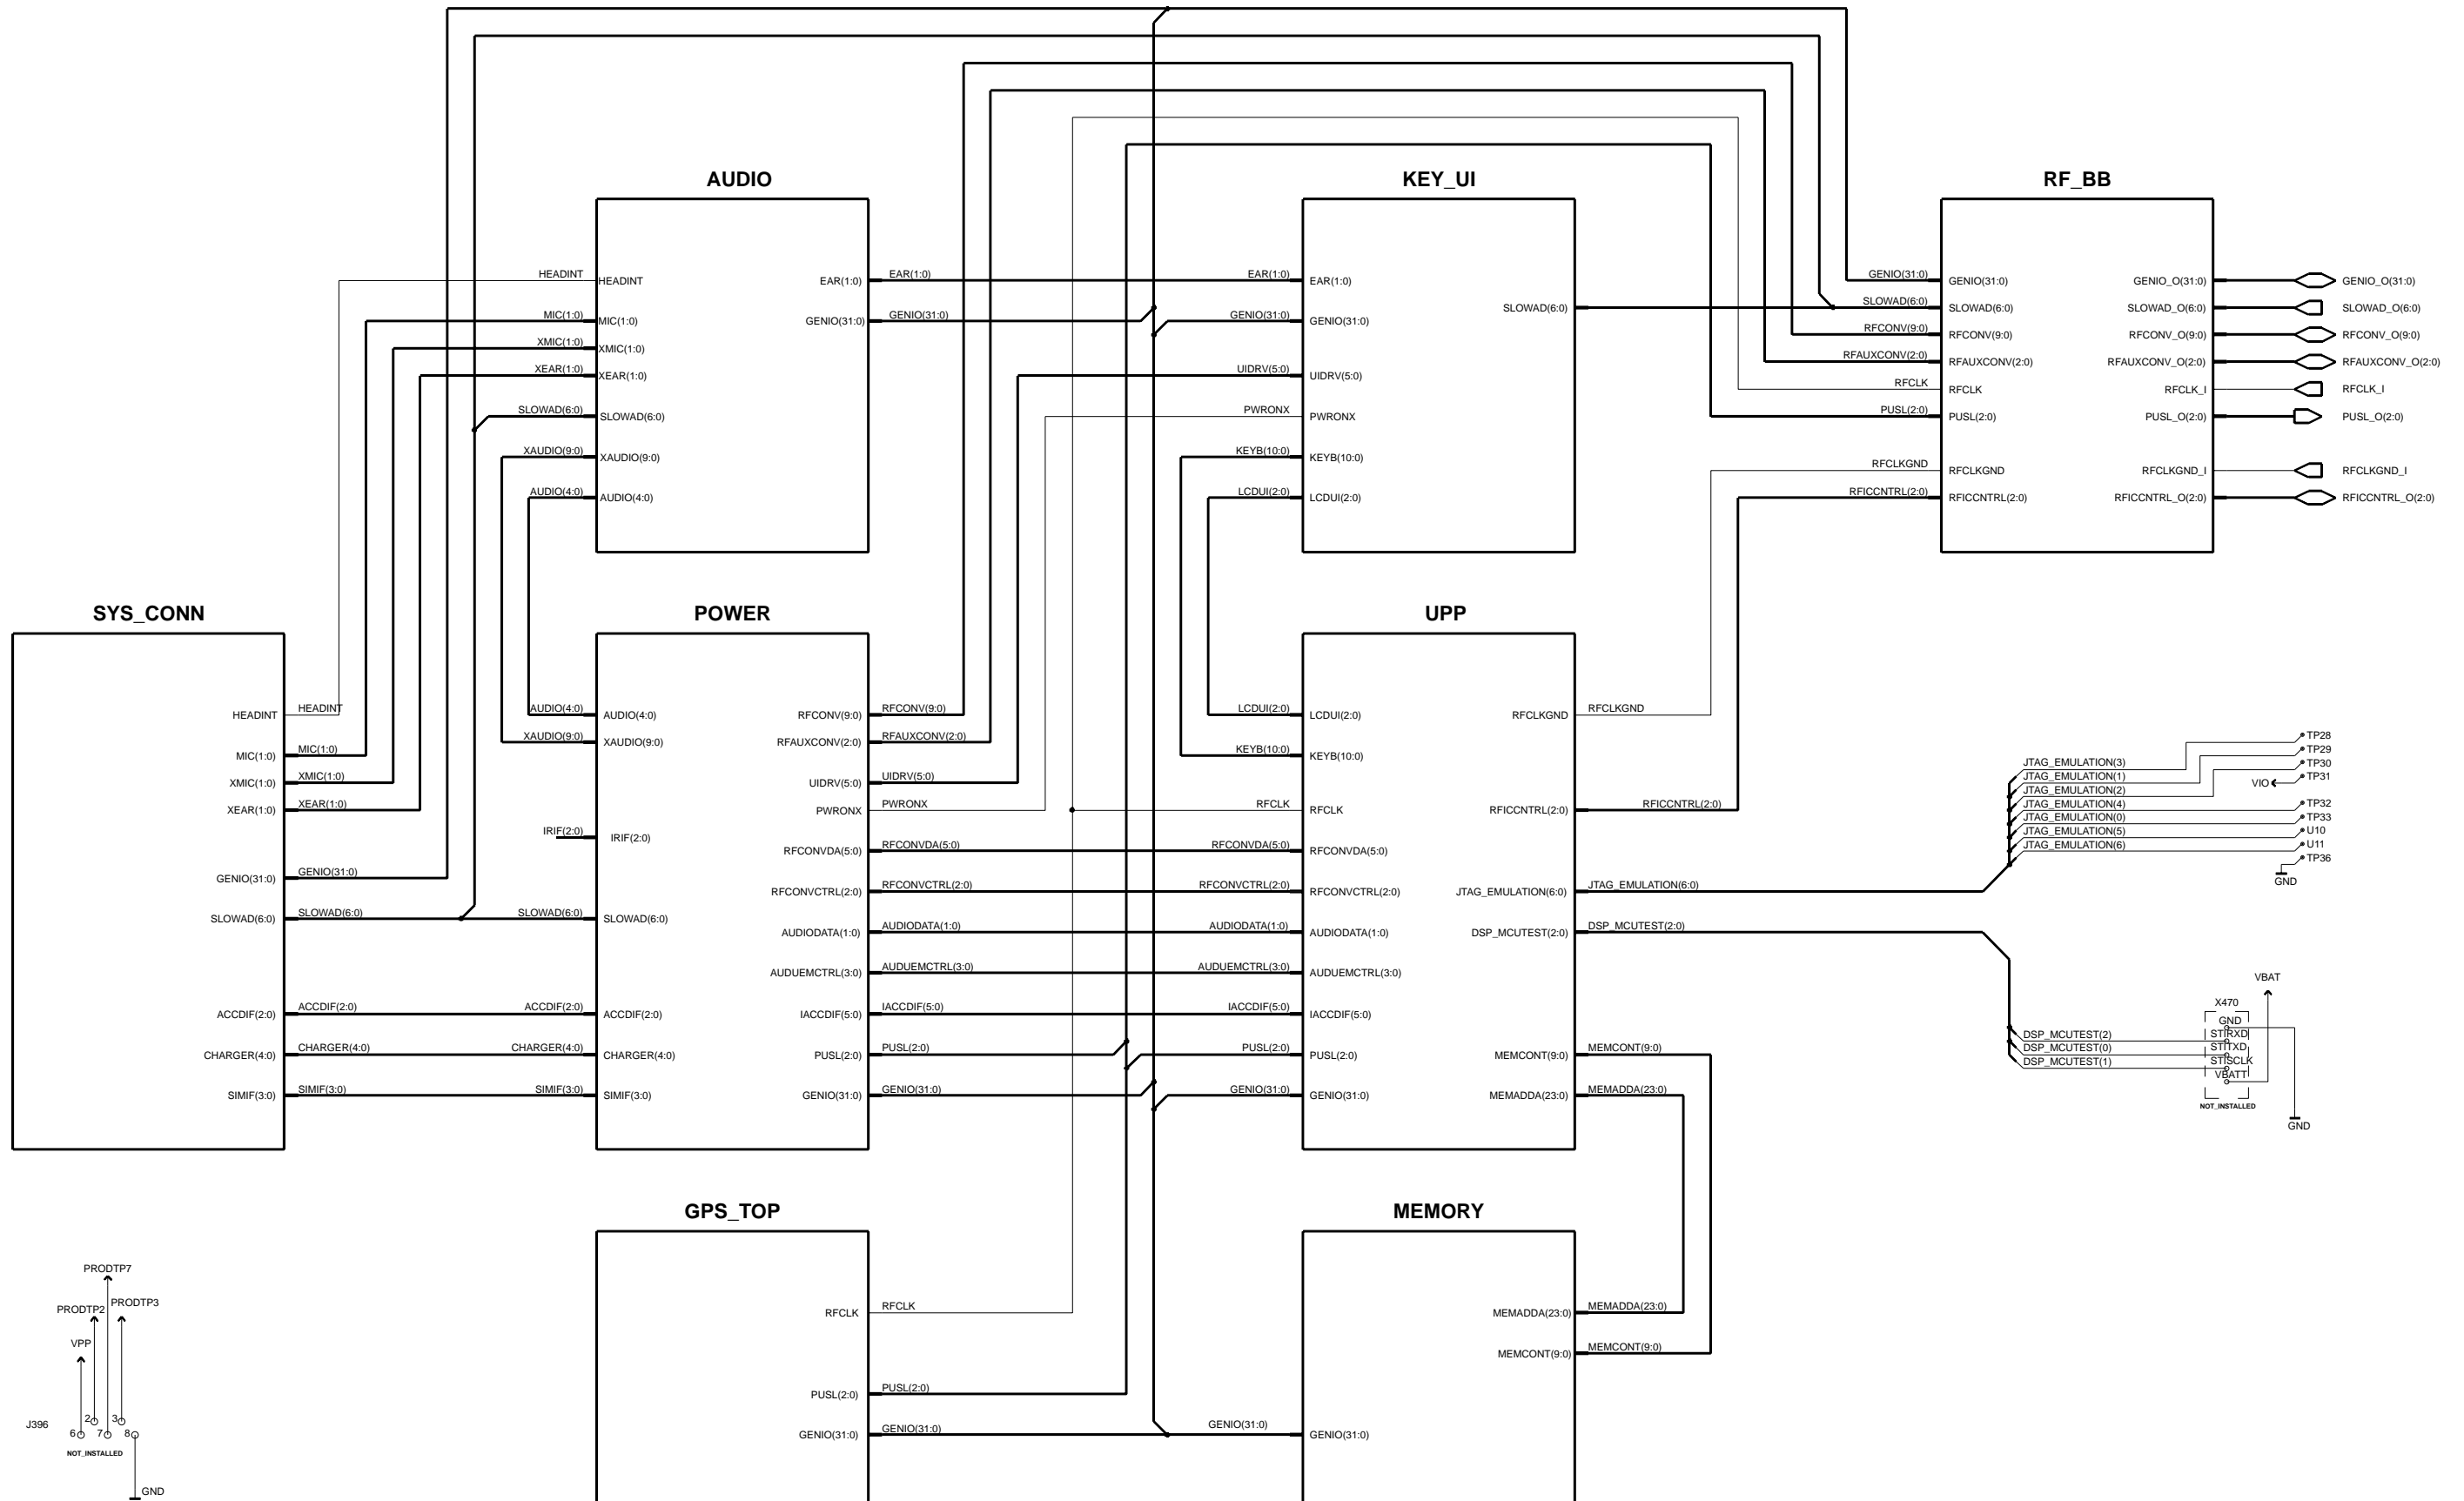 AUDIO
HEADINT
HEADINT
MIC(1:0)
MIC(1:0)
XMIC(1:0)
XMIC(1:0)
XEAR(1:0)
XEAR(1:0)
SLOWAD(6:0)
SLOWAD(6:0)
XAUDIO(9:0)
XAUDIO(9:0)
AUDIO(4:0)
AUDIO(4:0)
EAR(1:0)
EAR(1:0)
GENIO(31:0)
GENIO(31:0)
KEY_UI
EAR(1:0)
EAR(1:0)
GENIO(31:0)
GENIO(31:0)
UIDRV(5:0)
UIDRV(5:0)
PWRONX
PWRONX
KEYB(10:0)
KEYB(10:0)
LCDUI(2:0)
LCDUI(2:0)
SLOWAD(6:0)
RF_BB
GENIO(31:0)
GENIO(31:0)
SLOWAD(6:0)
SLOWAD(6:0)
RFCONV(9:0)
RFCONV(9:0)
RFAUXCONV(2:0)
RFAUXCONV(2:0)
RFCLK
RFCLK
PUSL(2:0)
PUSL(2:0)
RFCLKGND
RFCLKGND
RFICCNTRL(2:0)
RFICCNTRL(2:0)
GENIO_O(31:0)
GENIO_O(31:0)
SLOWAD_O(6:0)
SLOWAD_O(6:0)
RFCONV_O(9:0)
RFCONV_O(9:0)
RFAUXCONV_O(2:0)
RFAUXCONV_O(2:0)
RFCLK_I
RFCLK_I
PUSL_O(2:0)
PUSL_O(2:0)
RFCLKGND_I
RFCLKGND_I
RFICCNTRL_O(2:0)
RFICCNTRL_O(2:0)
SYS_CONN
HEADINT
HEADINT
MIC(1:0)
MIC(1:0)
XMIC(1:0)
XMIC(1:0)
XEAR(1:0)
XEAR(1:0)
GENIO(31:0)
GENIO(31:0)
SLOWAD(6:0)
SLOWAD(6:0)
ACCDIF(2:0)
ACCDIF(2:0)
CHARGER(4:0)
CHARGER(4:0)
SIMIF(3:0)
SIMIF(3:0)
POWER
AUDIO(4:0)
AUDIO(4:0)
XAUDIO(9:0)
XAUDIO(9:0)
IRIF(2:0)
IRIF(2:0)
SLOWAD(6:0)
SLOWAD(6:0)
ACCDIF(2:0)
ACCDIF(2:0)
CHARGER(4:0)
CHARGER(4:0)
SIMIF(3:0)
SIMIF(3:0)
RFCONV(9:0)
RFCONV(9:0)
RFAUXCONV(2:0)
RFAUXCONV(2:0)
UIDRV(5:0)
UIDRV(5:0)
PWRONX
PWRONX
RFCONVDA(5:0)
RFCONVDA(5:0)
RFCONVCTRL(2:0)
RFCONVCTRL(2:0)
AUDIODATA(1:0)
AUDIODATA(1:0)
AUDUEMCTRL(3:0)
AUDUEMCTRL(3:0)
IACCDIF(5:0)
IACCDIF(5:0)
PUSL(2:0)
PUSL(2:0)
GENIO(31:0)
GENIO(31:0)
UPP
LCDUI(2:0)
LCDUI(2:0)
KEYB(10:0)
KEYB(10:0)
RFCLK
RFCLK
RFCONVDA(5:0)
RFCONVDA(5:0)
RFCONVCTRL(2:0)
RFCONVCTRL(2:0)
AUDIODATA(1:0)
AUDIODATA(1:0)
AUDUEMCTRL(3:0)
AUDUEMCTRL(3:0)
IACCDIF(5:0)
IACCDIF(5:0)
PUSL(2:0)
PUSL(2:0)
GENIO(31:0)
GENIO(31:0)
RFCLKGND
RFCLKGND
RFICCNTRL(2:0)
RFICCNTRL(2:0)
JTAG_EMULATION(6:0)
JTAG_EMULATION(6:0)
DSP_MCUTEST(2:0)
DSP_MCUTEST(2:0)
MEMCONT(9:0)
MEMCONT(9:0)
MEMADDA(23:0)
MEMADDA(23:0)
JTAG_EMULATION(3)
JTAG_EMULATION(1)
JTAG_EMULATION(2)
JTAG_EMULATION(4)
JTAG_EMULATION(0)
JTAG_EMULATION(5)
JTAG_EMULATION(6)
VIO
TP28
TP29
TP30
TP31
TP32
TP33
U10
U11
TP36
GND
VBAT
X470
GND
STIRXD
STITXD
STISCLK
VBATT
DSP_MCUTEST(2)
DSP_MCUTEST(0)
DSP_MCUTEST(1)
NOT_INSTALLED
GND
GPS_TOP
RFCLK
RFCLK
PUSL(2:0)
PUSL(2:0)
GENIO(31:0)
GENIO(31:0)
MEMORY
GENIO(31:0)
GENIO(31:0)
MEMADDA(23:0)
MEMADDA(23:0)
MEMCONT(9:0)
MEMCONT(9:0)
PRODTP7
PRODTP2
PRODTP3
VPP
J396
2
3
6
7
8
NOT_INSTALLED
GND